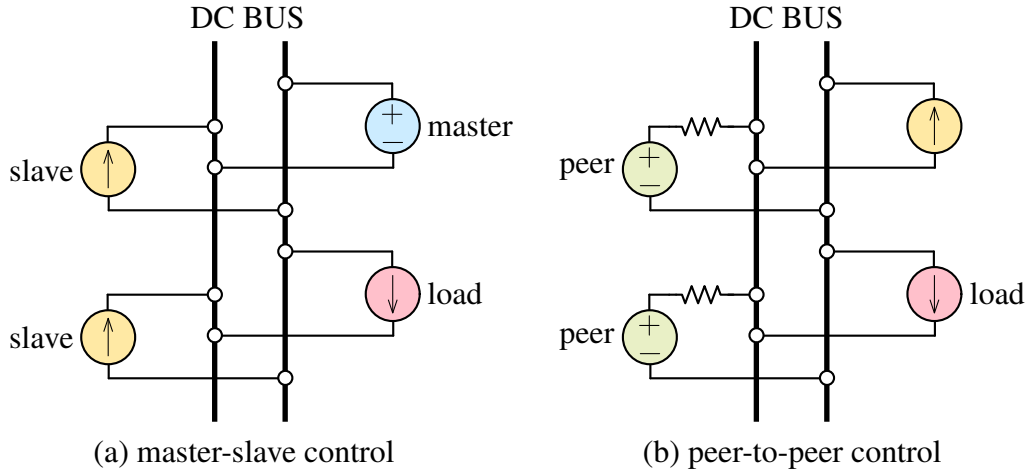 DC BUS
master
slave
load
slave
(a) master-slave control
DC BUS
peer
load
peer
(b) peer-to-peer control